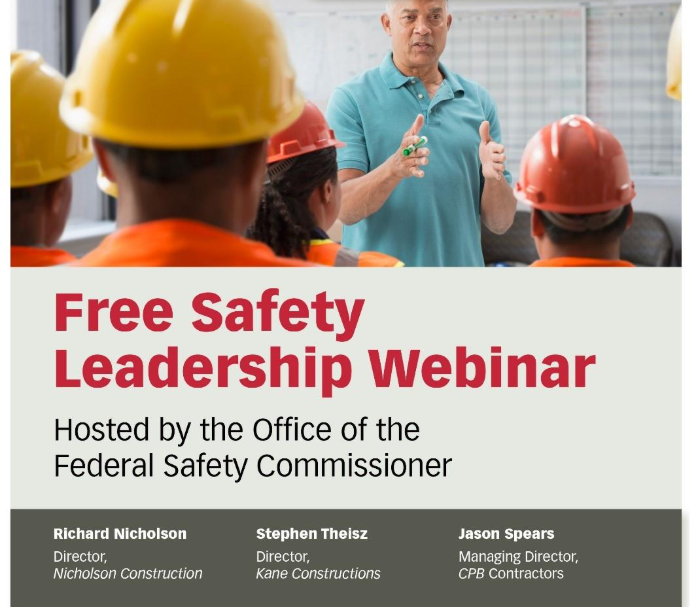 Free Safety
Leadership Webinar
Hosted by the Office of the
Federal Safety Commissioner
Richard Nicholson
Director,
Nicholson Construction
Stephen Theisz
Director,
Kane Constructions
Jason Spears
Managing Director,
CPB Contractors